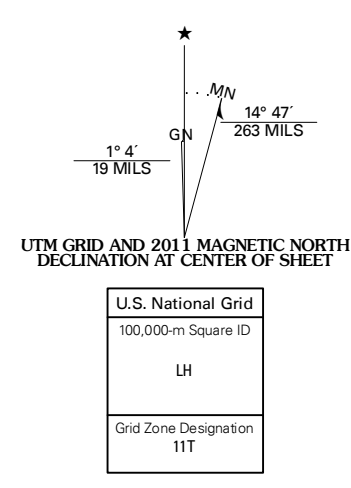 ★
MN
14° 47´
263 MILS
GN
1° 4´
19 MILS
UTM GRID AND 2011 MAGNETIC NORTH
DECLINATION AT CENTER OF SHEET
U.S. National Grid
100,000-m Square ID
LH
Grid Zone Designation
11T